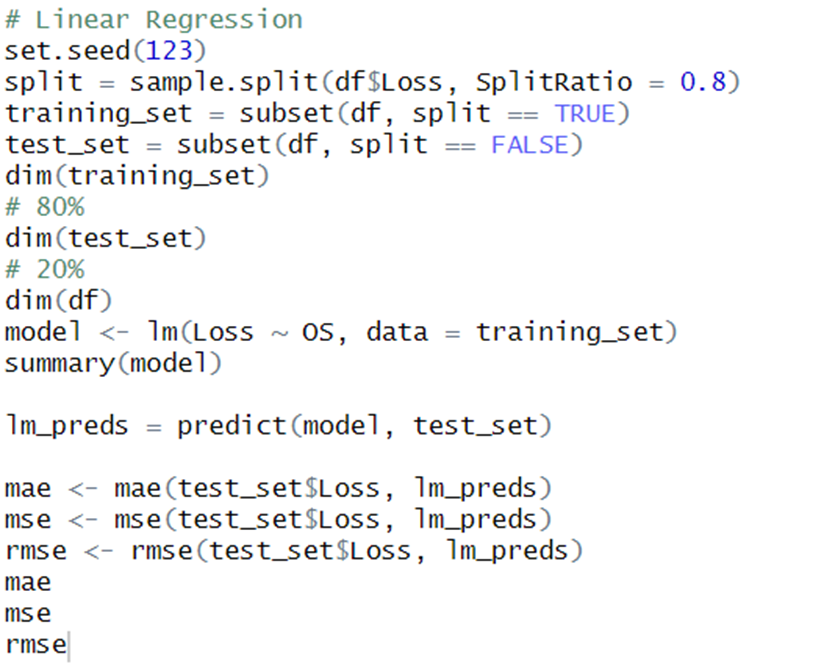 # Linear Regression
set.seed(123)
split = sample.split(df$Loss, SplitRatio = 0.8)
training_set = subset(df, split == TRUE)
test_set = subset(df, split == FALSE)
dim(training_set)
# 80%
dim(test_set)
# 20%
dim(df)
model <- lm(Loss ~ OS, data = training_set)
summary(model)
lm_preds = predict(model, test_set)
mae <- mae(test_set$Loss, lm_preds)
mse <- mse(test_set$Loss, lm_preds)
rmse <- rmse(test_set$Loss, lm_preds)
mae
mse
rmse